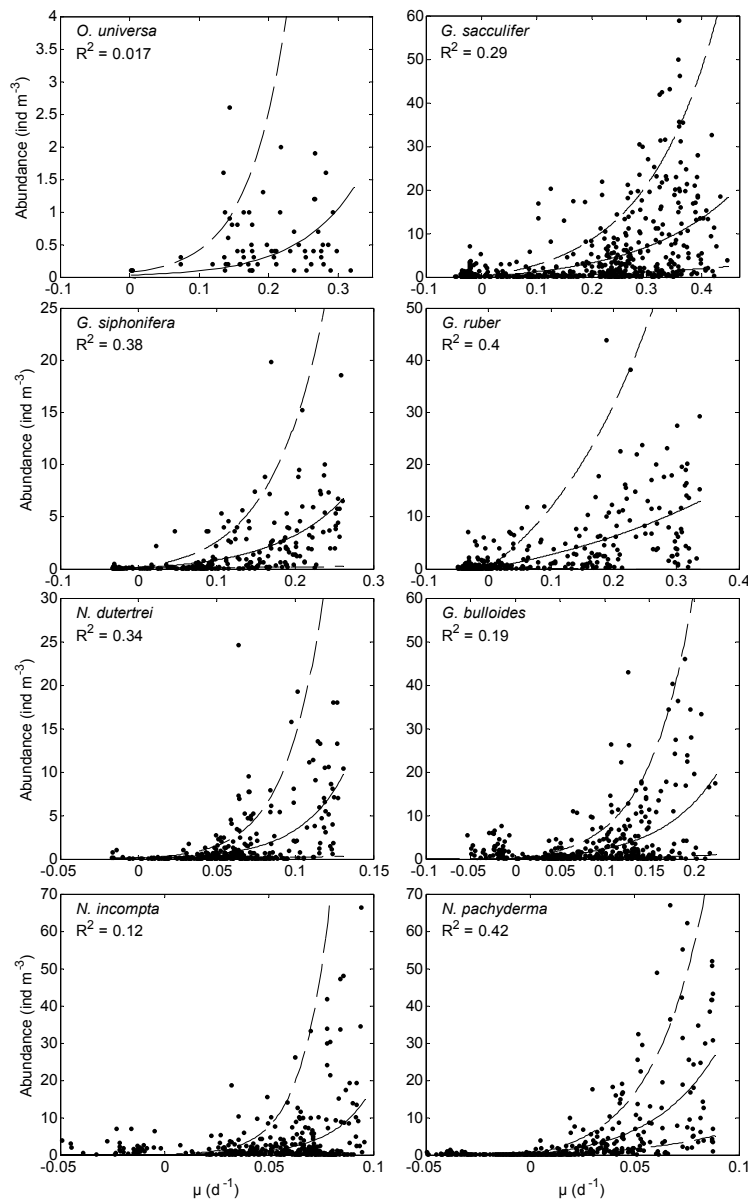 O. universa
R² = 0.017
4
3.5
3
2.5
2
1.5
1
0.5
0
-0.1 0 0.1 0.2 0.3
Abundance (ind m⁻³)
G. sacculifer
R² = 0.29
60
50
40
30
20
10
0
-0.1 0 0.1 0.2 0.3 0.4
G. siphonifera
R² = 0.38
25
20
15
10
5
0
-0.1 0 0.1 0.2 0.3
Abundance (ind m⁻³)
G. ruber
R² = 0.4
50
40
30
20
10
0
-0.1 0 0.1 0.2 0.3 0.4
N. dutertrei
R² = 0.34
30
25
20
15
10
5
0
-0.05 0 0.05 0.1 0.15
Abundance (ind m⁻³)
G. bulloides
R² = 0.19
60
50
40
30
20
10
0
-0.1 -0.05 0 0.05 0.1 0.15 0.2
N. incompta
R² = 0.12
70
60
50
40
30
20
10
0
-0.05 0 0.05 0.1
Abundance (ind m⁻³)
μ (d⁻¹)
N. pachyderma
R² = 0.42
70
60
50
40
30
20
10
0
-0.05 0 0.05 0.1
μ (d⁻¹)